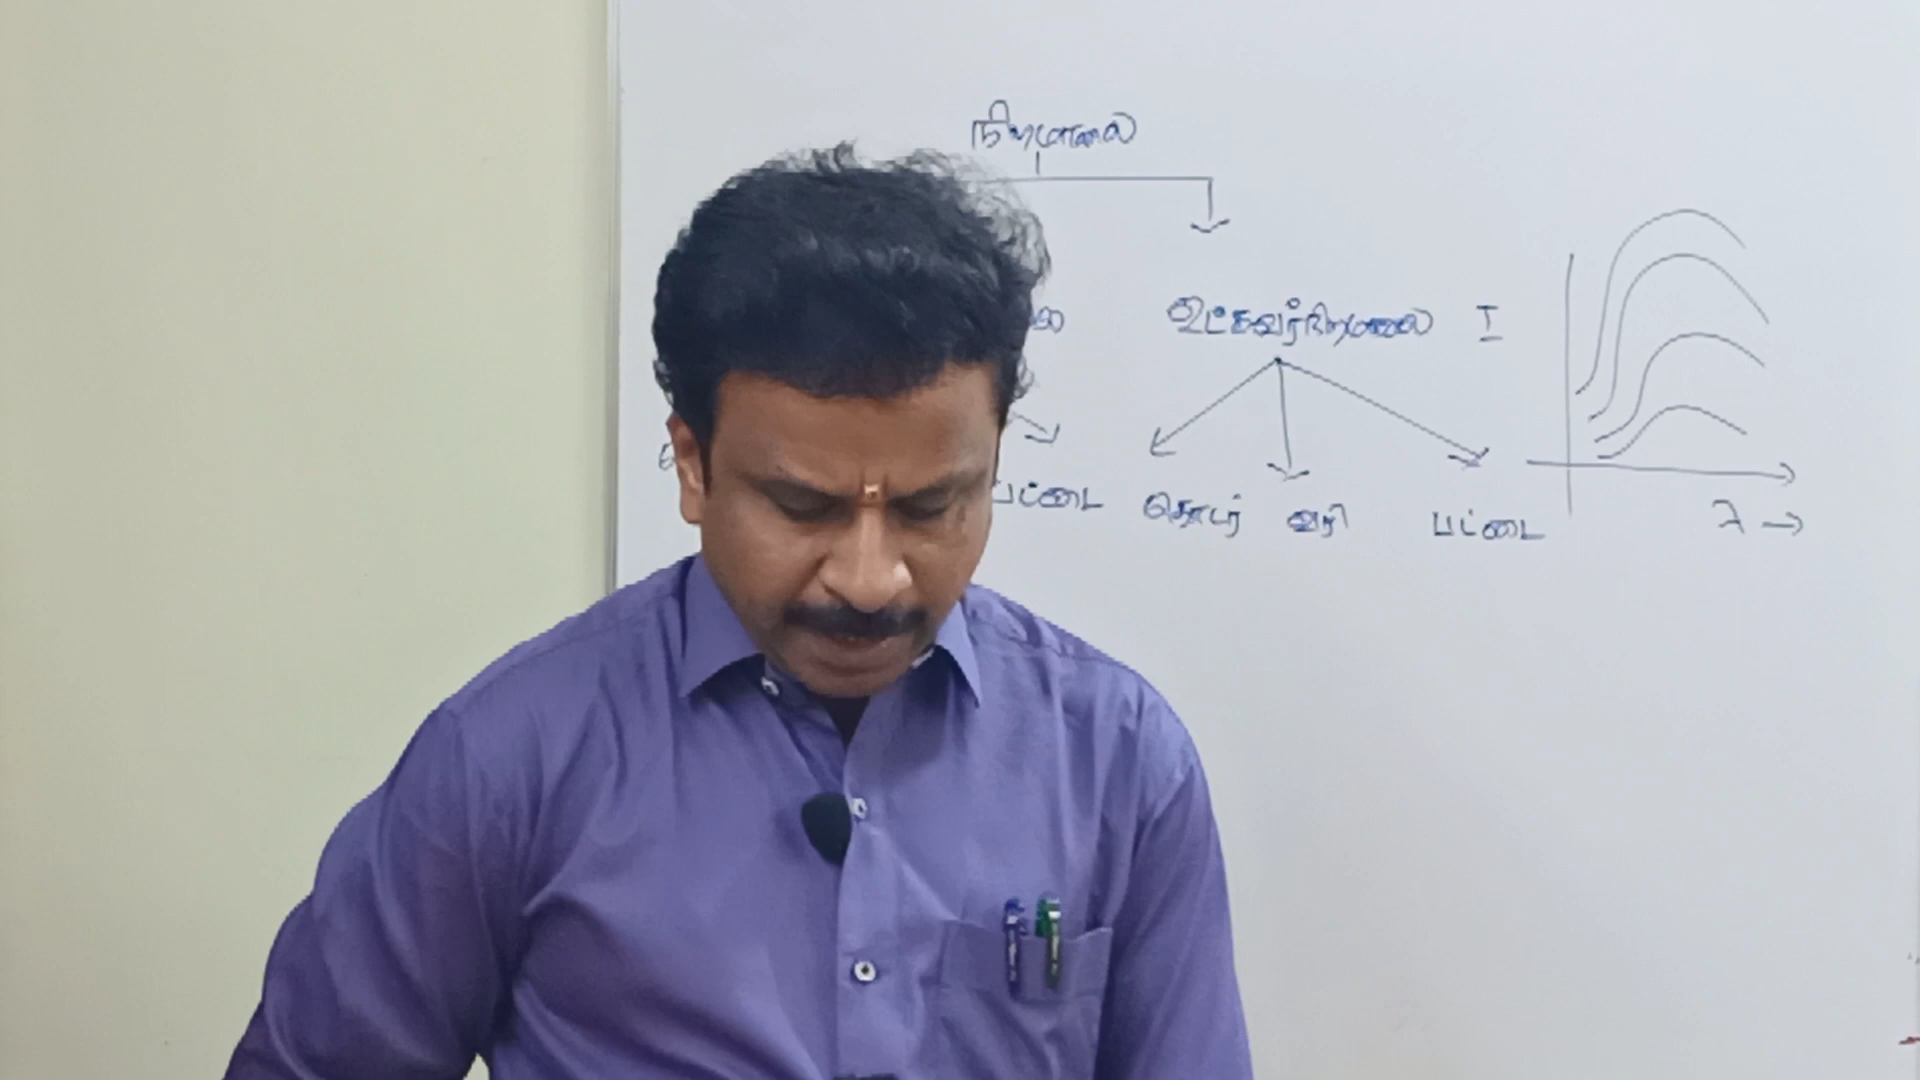 நிறமாலை
லை உட்கவர்நிறமாலை I
பட்டை தொடர் வரி பட்டை λ →